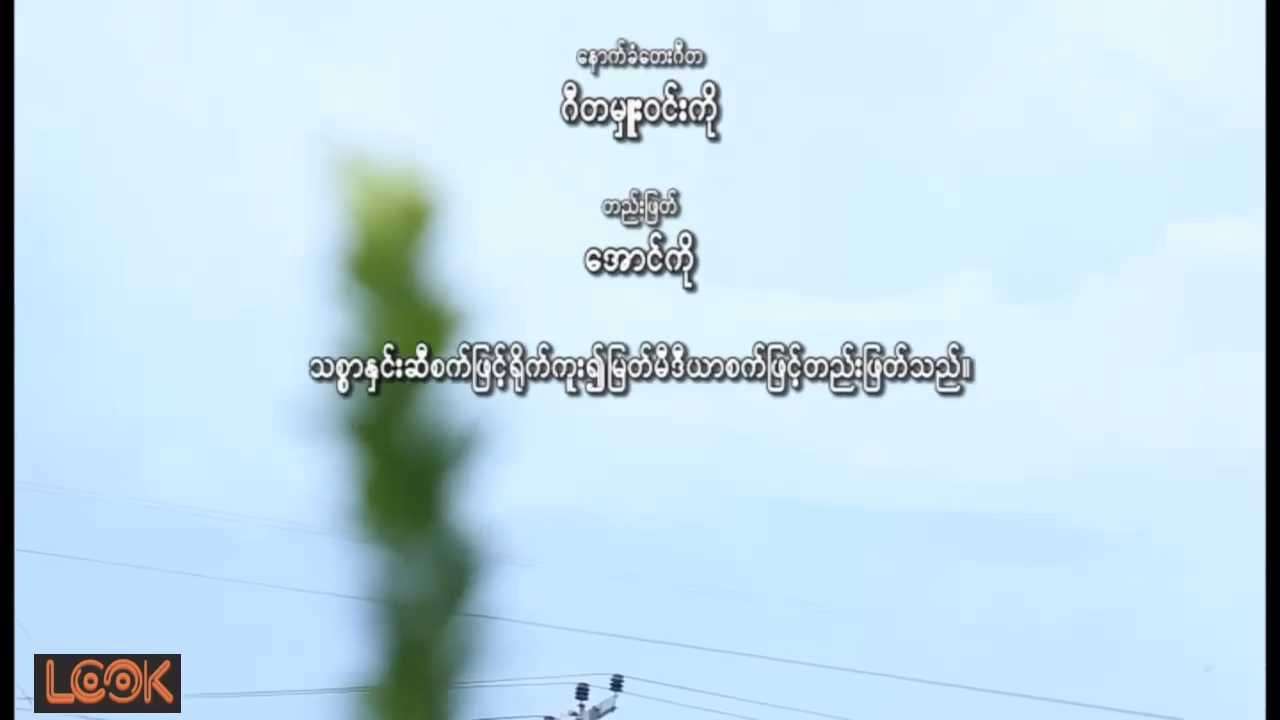 နောက်ခံတေးဂီတ
ဂီတမှူးဝင်းကို
တည်းဖြတ်
အောင်ကို
သစ္စာနှင်းဆီစက်ဖြင့်ရိုက်ကူး၍မြတ်မီဒီယာစက်ဖြင့်တည်းဖြတ်သည်။
LOOK